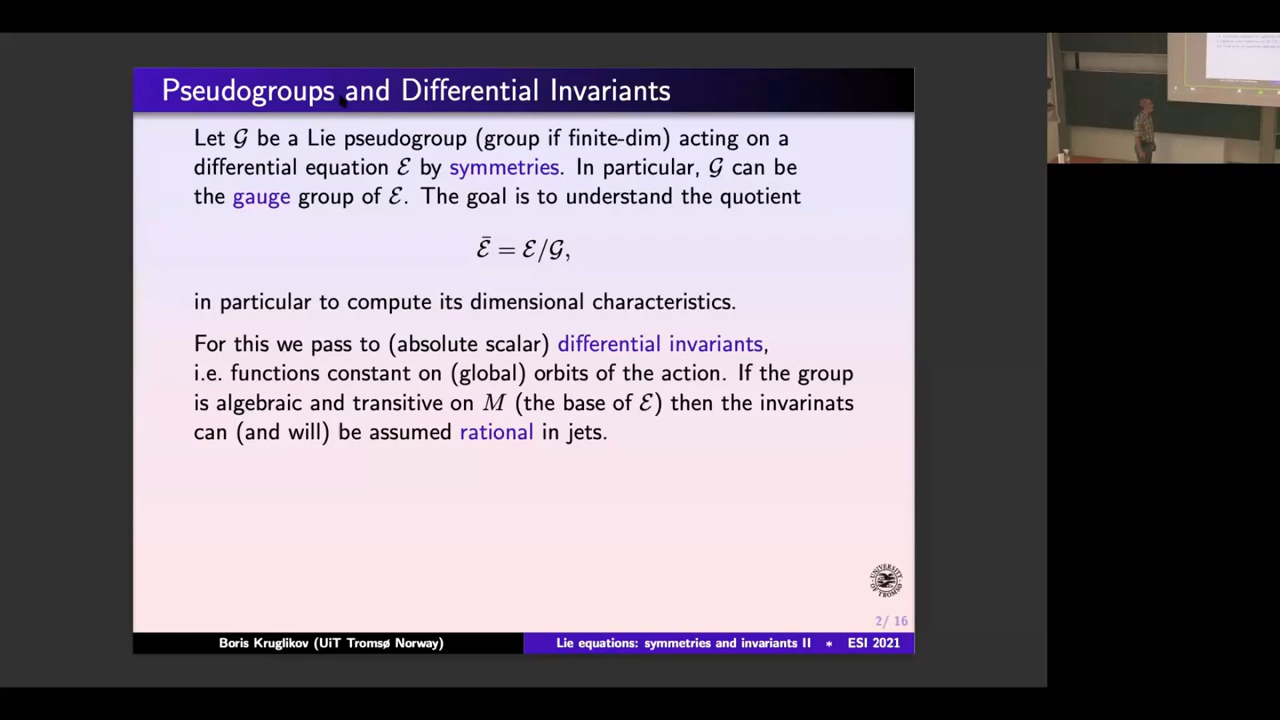 Pseudogroups and Differential Invariants
Let 𝒢 be a Lie pseudogroup (group if finite-dim) acting on a
differential equation ℰ by symmetries. In particular, 𝒢 can be
the gauge group of ℰ. The goal is to understand the quotient
ℰ̄ = ℰ/𝒢,
in particular to compute its dimensional characteristics.
For this we pass to (absolute scalar) differential invariants,
i.e. functions constant on (global) orbits of the action. If the group
is algebraic and transitive on M (the base of ℰ) then the invarinats
can (and will) be assumed rational in jets.
UNIVERSITY
OF TROMSØ
2/ 16
Boris Kruglikov (UiT Tromsø Norway)
Lie equations: symmetries and invariants II * ESI 2021